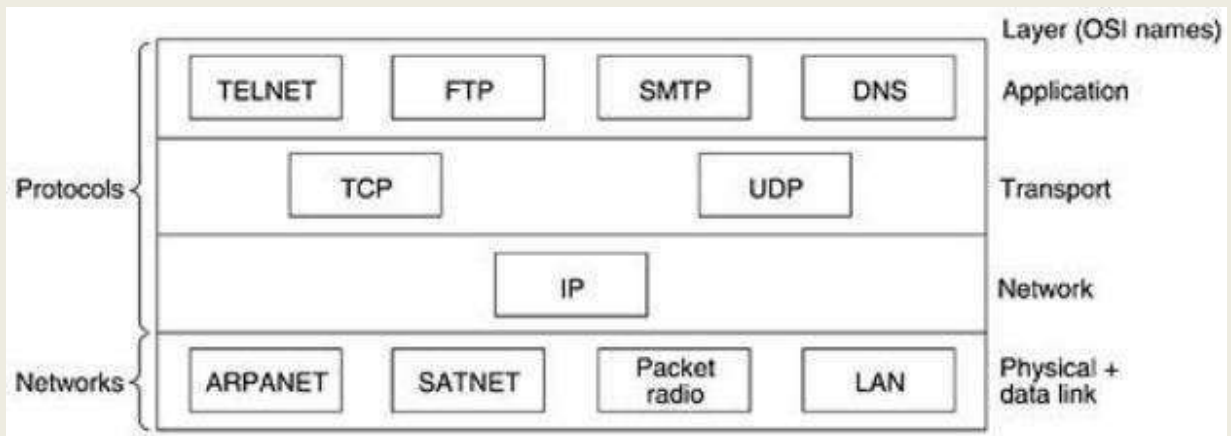 Layer (OSI names)
TELNET FTP SMTP DNS Application
Protocols TCP UDP Transport
IP Network
Networks ARPANET SATNET Packet radio LAN Physical + data link